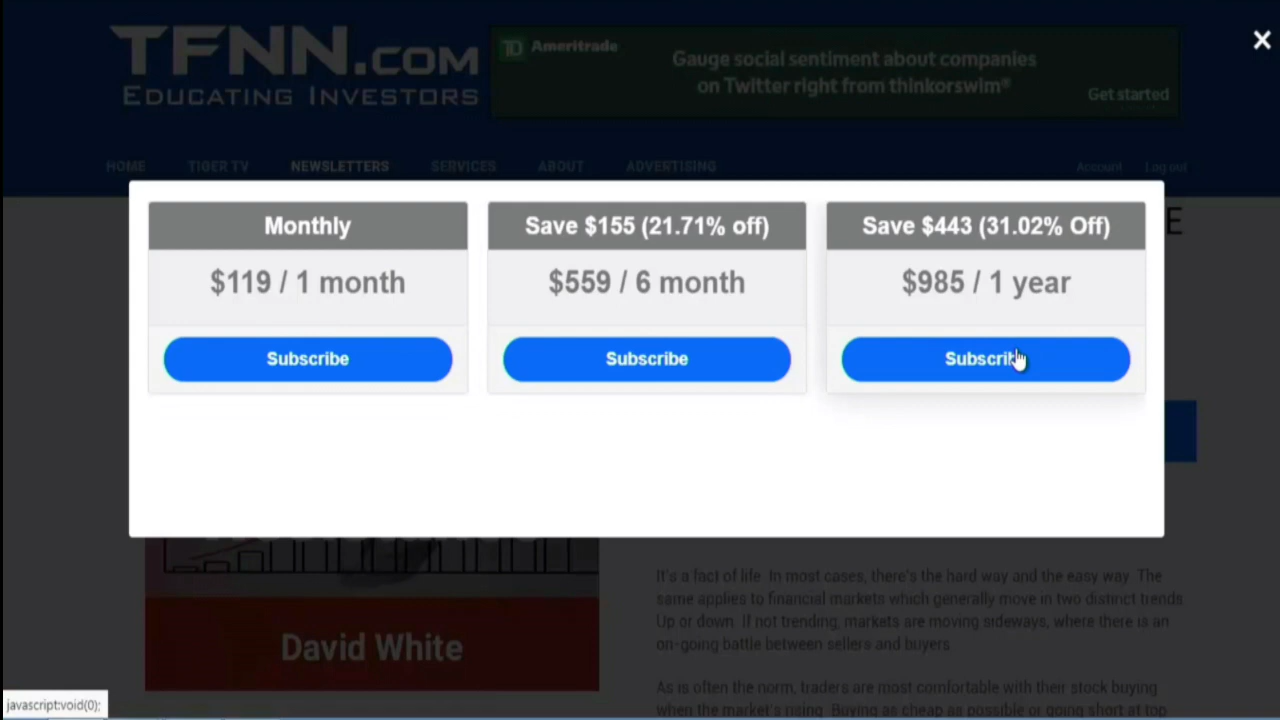 TFNN.COM
EDUCATING INVESTORS
Ameritrade
Gauge social sentiment about companies
on Twitter right from thinkorswim®
Get started
HOME TIGER TV NEWSLETTERS SERVICES ABOUT ADVERTISING Account Log out
E
Monthly
$119 / 1 month
Subscribe
Save $155 (21.71% off)
$559 / 6 month
Subscribe
Save $443 (31.02% Off)
$985 / 1 year
It's a fact of life. In most cases, there's the hard way and the easy way. The
same applies to financial markets which generally move in two distinct trends.
Up or down. If not trending, markets are moving sideways, where there is an
on-going battle between sellers and buyers.
As is often the norm, traders are most comfortable with their stock buying
when the market's rising. Buying as cheap as possible or going short at top
David White
javascript:void(0);